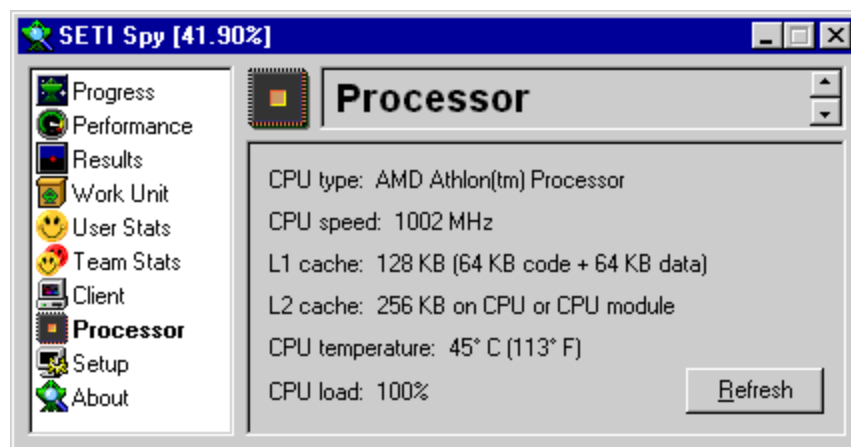 SETI Spy [41.90%]
Progress
Performance
Results
Work Unit
User Stats
Team Stats
Client
Processor
Setup
About
Processor
CPU type: AMD Athlon(tm) Processor
CPU speed: 1002 MHz
L1 cache: 128 KB (64 KB code + 64 KB data)
L2 cache: 256 KB on CPU or CPU module
CPU temperature: 45° C (113° F)
CPU load: 100%
Refresh